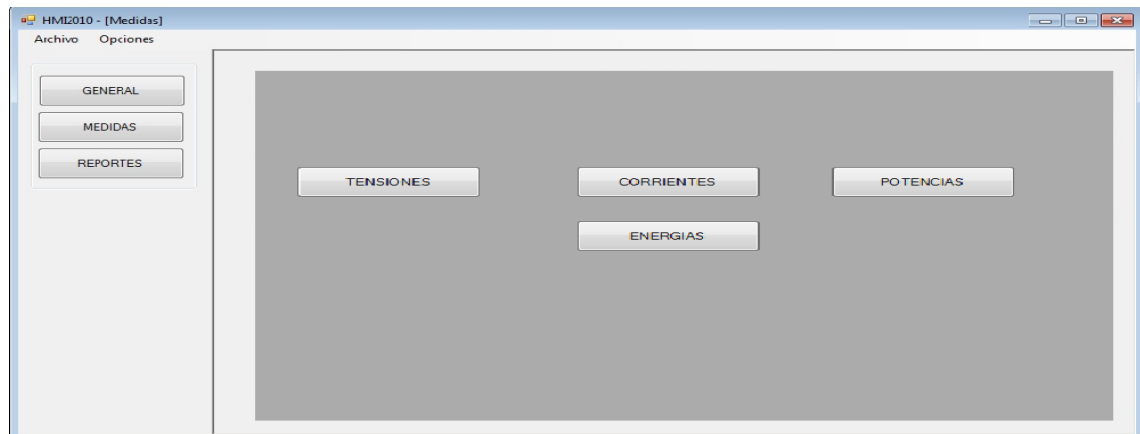 HMI2010 - [Medidas]
Archivo Opciones
GENERAL
MEDIDAS
REPORTES
TENSIONES CORRIENTES POTENCIAS
ENERGIAS